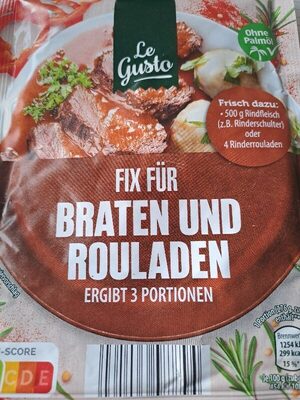 Le
Gusto
ohne
Palmöl
Frisch dazu:
• 500 g Rindfleisch
(z.B. Rinderschulter)
oder
4 Rinderrouladen
FIX FÜR
BRATEN UND
ROULADEN
ERGIBT 3 PORTIONEN
Brennwert
1254 kJ
299 kcal
15 %*
-SCORE
C D E